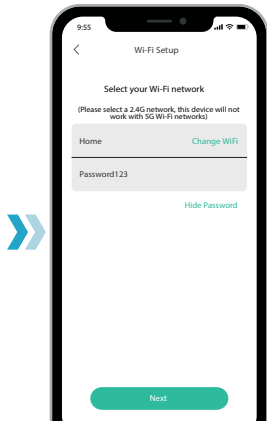 9:55
Wi-Fi Setup
Select your Wi-Fi network
(Please select a 2.4G network, this device will not
work with 5G Wi-Fi networks)
Home Change WiFi
Password123
Hide Password
Next